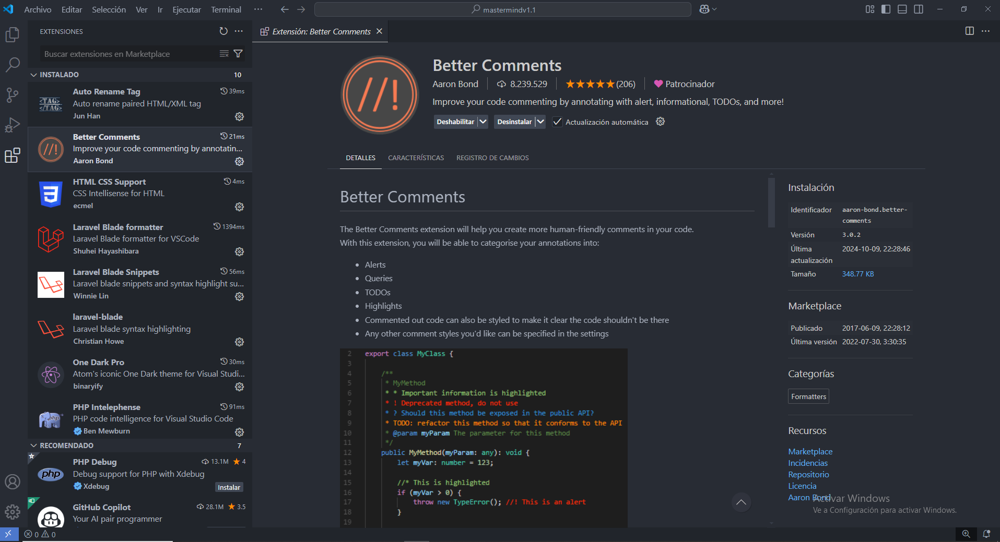 Archivo Editar Selección Ver Ir Ejecutar Terminal ··· mastermindv1.1
EXTENSIONES
Buscar extensiones en Marketplace
INSTALADO 10
<TAG>
</TAG>
Auto Rename Tag 39ms
Auto rename paired HTML/XML tag
Jun Han
//!
Better Comments 21ms
Improve your code commenting by annotatin...
Aaron Bond
HTML CSS Support 4ms
CSS Intellisense for HTML
ecmel
Laravel Blade formatter 1394ms
Laravel Blade formatter for VSCode
Shuhei Hayashibara
Laravel Blade Snippets 56ms
Laravel blade snippets and syntax highlight su...
Winnie Lin
laravel-blade
Laravel blade syntax highlighting
Christian Howe
One Dark Pro 30ms
Atom's iconic One Dark theme for Visual Studi...
binaryify
php
PHP Intelephense 91ms
PHP code intelligence for Visual Studio Code
Ben Mewburn
RECOMENDADO 7
php
PHP Debug 13.1M 4
Debug support for PHP with Xdebug
Xdebug Instalar
GitHub Copilot 28.1M 3.5
Your AI pair programmer
0 0
Extensión: Better Comments
//!
Better Comments
Aaron Bond 8.239.529 (206) Patrocinador
Improve your code commenting by annotating with alert, informational, TODOs, and more!
Deshabilitar Desinstalar Actualización automática
DETALLES CARACTERÍSTICAS REGISTRO DE CAMBIOS
Better Comments
The Better Comments extension will help you create more human-friendly comments in your code.
With this extension, you will be able to categorise your annotations into:
• Alerts
• Queries
• TODOs
• Highlights
• Commented out code can also be styled to make it clear the code shouldn't be there
• Any other comment styles you'd like can be specified in the settings
2 export class MyClass {
3
4 /**
5 * MyMethod
6 * * Important information is highlighted
7 * ! Deprecated method, do not use
8 * ? Should this method be exposed in the public API?
9 * TODO: refactor this method so that it conforms to the API
10 * @param myParam The parameter for this method
11 */
12 public MyMethod(myParam: any): void {
13 let myVar: number = 123;
14
15 //* This is highlighted
16 if (myVar > 0) {
17 throw new TypeError(); //! This is an alert
18 }
19
Instalación
Identificador aaron-bond.better-
comments
Versión 3.0.2
Última 2024-10-09, 22:28:46
actualización
Tamaño 348.77 KB
Marketplace
Publicado 2017-06-09, 22:28:12
Última versión 2022-07-30, 3:30:35
Categorías
Formatters
Recursos
Marketplace
Incidencias
Repositorio
Licencia
Aaron Bond
Activar Windows
Ve a Configuración para activar Windows.